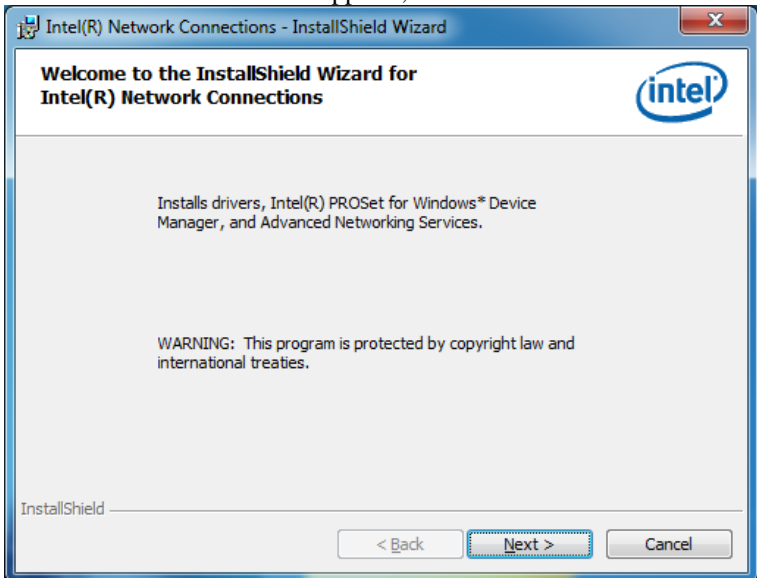 Intel(R) Network Connections - InstallShield Wizard
Welcome to the InstallShield Wizard for
Intel(R) Network Connections
intel
Installs drivers, Intel(R) PROSet for Windows* Device
Manager, and Advanced Networking Services.
WARNING: This program is protected by copyright law and
international treaties.
InstallShield
< Back Next > Cancel